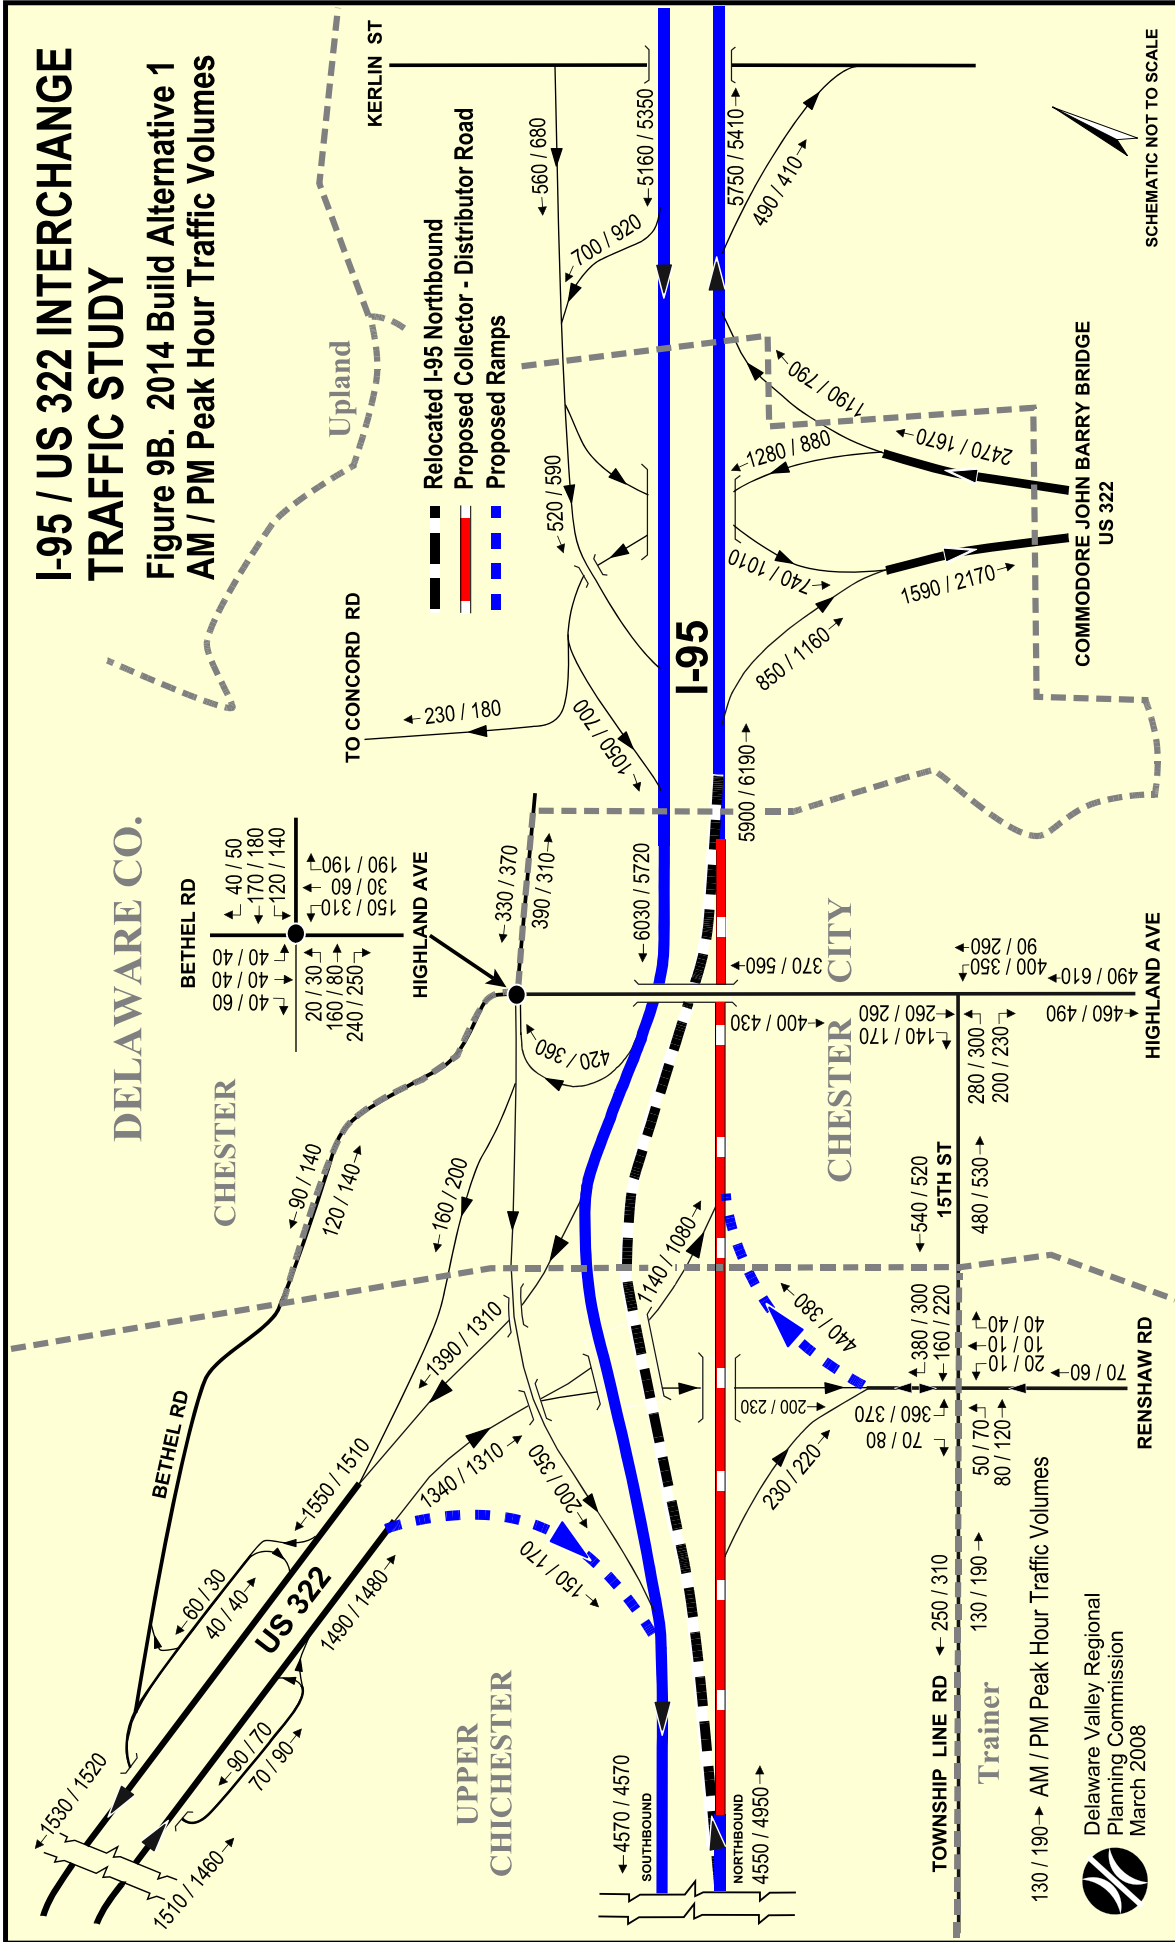 I-95 / US 322 INTERCHANGE
TRAFFIC STUDY
Figure 9B. 2014 Build Alternative 1
AM / PM Peak Hour Traffic Volumes
Relocated I-95 Northbound
Proposed Collector - Distributor Road
Proposed Ramps
KERLIN ST
Upland
TO CONCORD RD
DELAWARE CO.
CHESTER
BETHEL RD
HIGHLAND AVE
40 / 50
170 / 180
120 / 140
190 / 190
30 / 60
150 / 310
40 / 40
40 / 40
40 / 60
20 / 30
160 / 80
240 / 250
560 / 680
700 / 920
5160 / 5350
5750 / 5410
490 / 410
520 / 590
230 / 180
1050 / 700
1190 / 790
1280 / 880
2470 / 1670
740 / 1010
1590 / 2170
850 / 1160
I-95
COMMODORE JOHN BARRY BRIDGE
US 322
SCHEMATIC NOT TO SCALE
330 / 370
390 / 310
6030 / 5720
5900 / 6190
370 / 560
400 / 430
CHESTER CITY
90 / 260
400 / 350
490 / 610
460 / 490
260 / 260
140 / 170
280 / 300
200 / 230
HIGHLAND AVE
420 / 360
90 / 140
120 / 140
160 / 200
1390 / 1310
1140 / 1080
440 / 380
540 / 520
15TH ST
480 / 530
380 / 300
160 / 220
40 / 40
10 / 10
20 / 10
70 / 60
RENSHAW RD
360 / 370
70 / 80
50 / 70
80 / 120
200 / 230
230 / 220
BETHEL RD
1550 / 1510
1340 / 1310
200 / 350
150 / 170
60 / 30
40 / 40
US 322
1490 / 1480
90 / 70
70 / 90
1530 / 1520
1510 / 1460
UPPER
CHICHESTER
4570 / 4570
SOUTHBOUND
NORTHBOUND
4550 / 4950
TOWNSHIP LINE RD
250 / 310
130 / 190
Trainer
130 / 190 AM / PM Peak Hour Traffic Volumes
Delaware Valley Regional
Planning Commission
March 2008